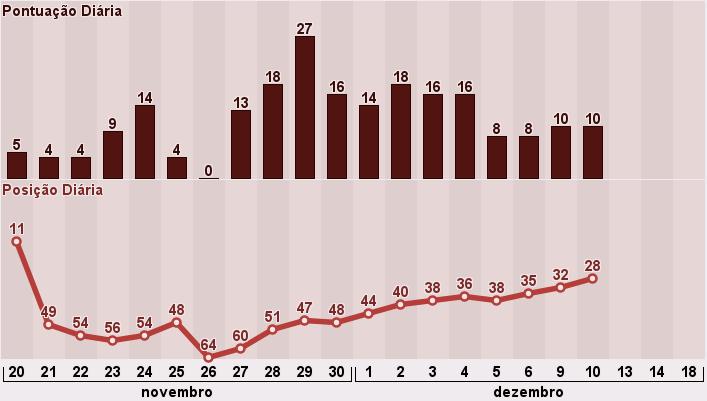 Pontuação Diária
5 4 4 9 14 4 0 13 18 27 16 14 18 16 16 8 8 10 10
Posição Diária
11 49 54 56 54 48 64 60 51 47 48 44 40 38 36 38 35 32 28
20 21 22 23 24 25 26 27 28 29 30 1 2 3 4 5 6 9 10 13 14 18
novembro dezembro